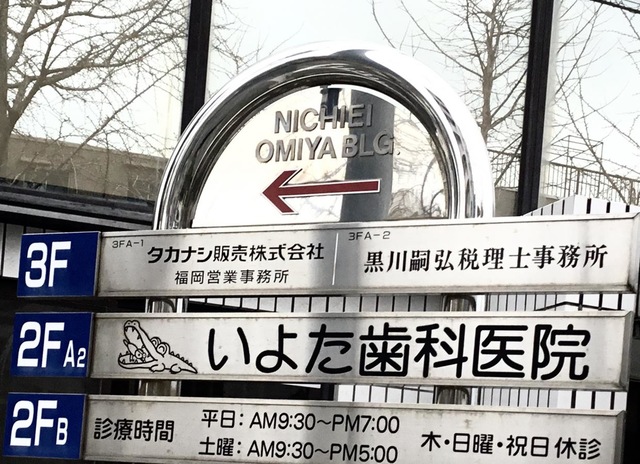 NICHIEI
OMIYA BLG.
3F
3FA-1
タカナシ販売株式会社
福岡営業事務所
3FA-2
黒川嗣弘税理士事務所
2FA2
いよた歯科医院
2FB
診療時間
平日:AM9:30~PM7:00
土曜:AM9:30~PM5:00
木・日曜・祝日休診